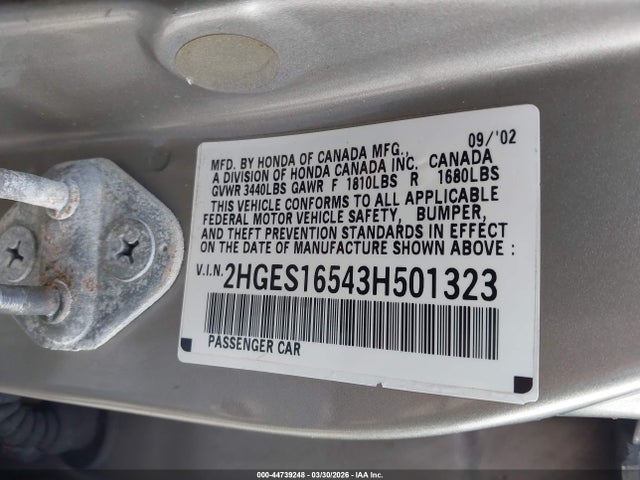 09/'02
MFD. BY HONDA OF CANADA MFG.,
A DIVISION OF HONDA CANADA INC. CANADA
GVWR 3440LBS GAWR F 1810LBS R 1680LBS
THIS VEHICLE CONFORMS TO ALL APPLICABLE
FEDERAL MOTOR VEHICLE SAFETY, BUMPER,
AND THEFT PREVENTION STANDARDS IN EFFECT
ON THE DATE OF MANUFACTURE SHOWN ABOVE :
V.I.N. 2HGES16543H501323
PASSENGER CAR
000-44739248 - 03/30/2026 - IAA Inc.